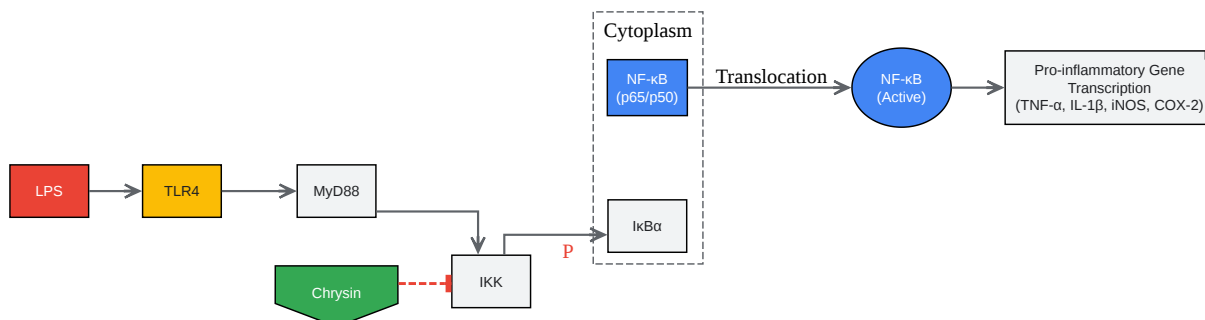 Cytoplasm
NF-κB
(p65/p50)
Translocation
NF-κB
(Active)
Pro-inflammatory Gene
Transcription
(TNF-α, IL-1β, iNOS, COX-2)
LPS
TLR4
MyD88
IκBα
P
IKK
Chrysin